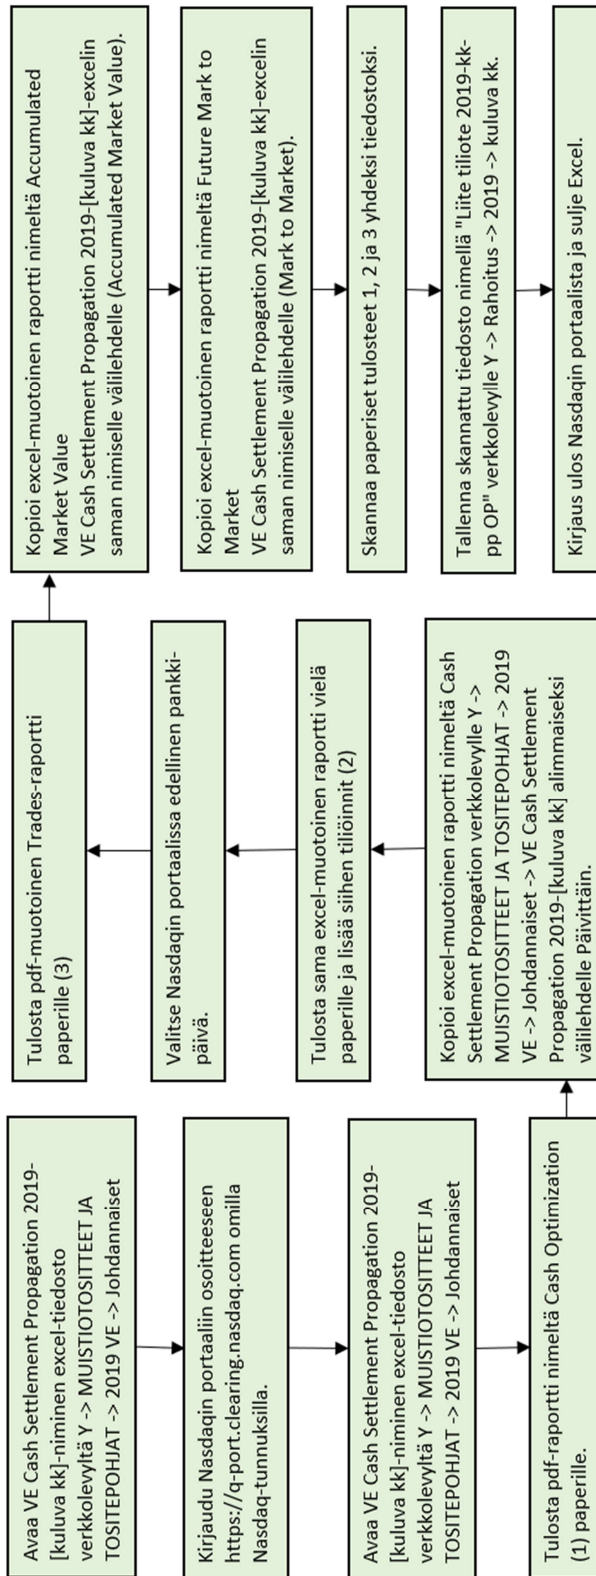 Avaa VE Cash Settlement Propagation 2019-
[kuluva kk]-niminen excel-tiedosto
verkkolevyltä Y -> MUISTIOTOSITTEET JA
TOSITEPOHJAT -> 2019 VE -> Johdannaiset
Kirjaudu Nasdaqin portaaliin osoitteeseen
https://q-port.clearing.nasdaq.com omilla
Nasdaq-tunnuksilla.
Avaa VE Cash Settlement Propagation 2019-
[kuluva kk]-niminen excel-tiedosto
verkkolevyltä Y -> MUISTIOTOSITTEET JA
TOSITEPOHJAT -> 2019 VE -> Johdannaiset
Tulosta pdf-raportti nimeltä Cash Optimization
(1) paperille.
Kopioi excel-muotoinen raportti nimeltä Cash
Settlement Propagation verkkolevylle Y ->
MUISTIOTOSITTEET JA TOSITEPOHJAT -> 2019
VE -> Johdannaiset -> VE Cash Settlement
Propagation 2019-[kuluva kk] alimmaiseksi
välilehdelle Päivittäin.
Tulosta sama excel-muotoinen raportti vielä
paperille ja lisää siihen tiliöinnit (2)
Valitse Nasdaqin portaalissa edellinen pankki-
päivä.
Tulosta pdf-muotoinen Trades-raportti
paperille (3)
Kopioi excel-muotoinen raportti nimeltä Accumulated
Market Value
VE Cash Settlement Propagation 2019-[kuluva kk]-excelin
saman nimiselle välilehdelle (Accumulated Market Value).
Kopioi excel-muotoinen raportti nimeltä Future Mark to
Market
VE Cash Settlement Propagation 2019-[kuluva kk]-excelin
saman nimiselle välilehdelle (Mark to Market).
Skannaa paperiset tulosteet 1, 2 ja 3 yhdeksi tiedostoksi.
Tallenna skannattu tiedosto nimellä "Liite tiliote 2019-kk-
pp OP" verkkolevylle Y -> Rahoitus -> 2019 -> kuluva kk.
Kirjaus ulos Nasdaqin portaalista ja sulje Excel.